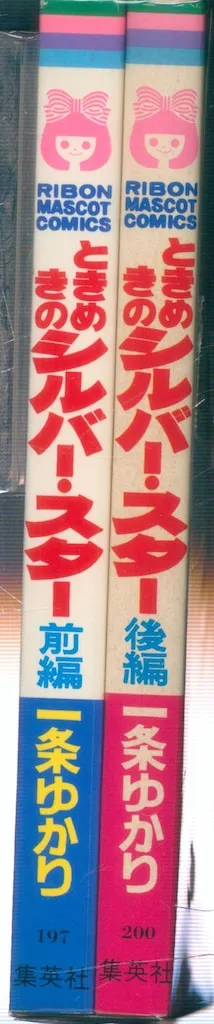 RIBON
MASCOT
COMICS
ときめ
きの
シルバー・スター
前編
一条ゆかり
197
集英社
RIBON
MASCOT
COMICS
ときめ
きの
シルバー・スター
後編
一条ゆかり
200
集英社